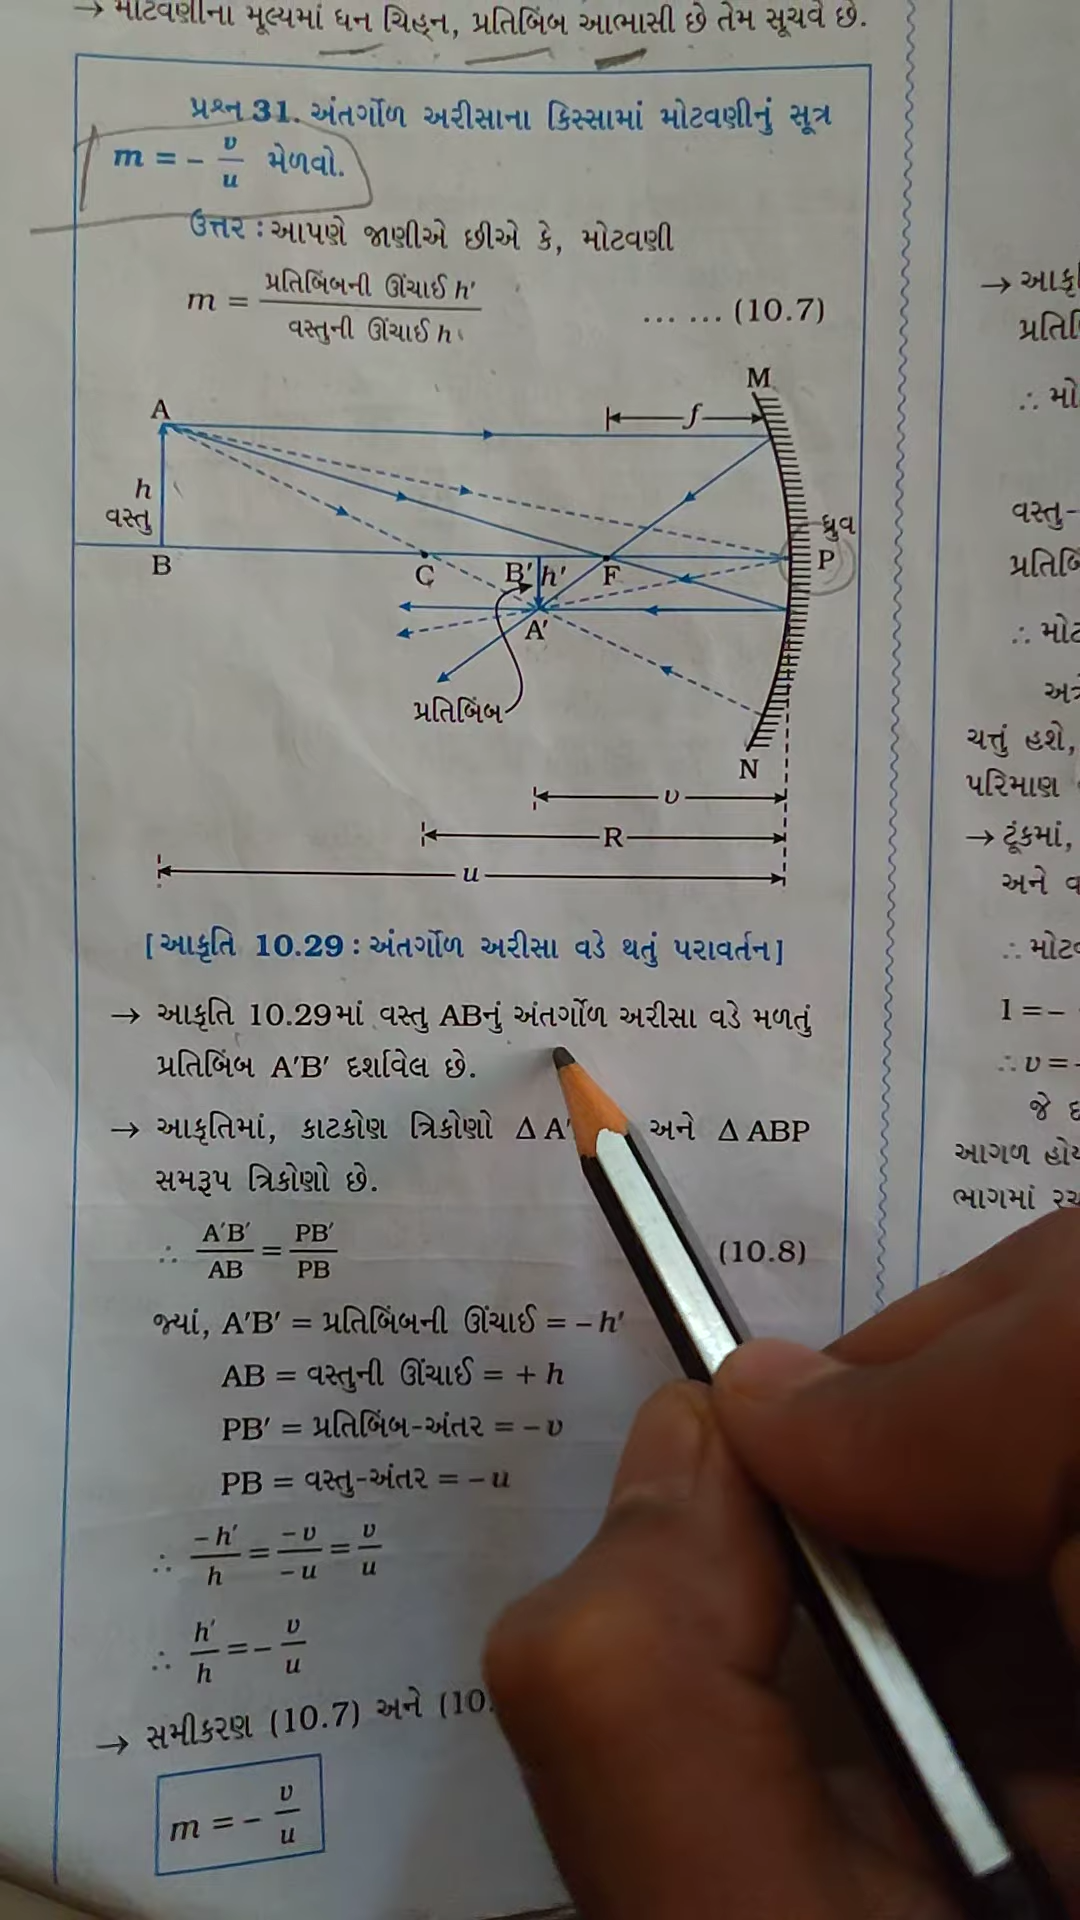 → મોટવણીના મૂલ્યમાં ધન ચિહ્ન, પ્રતિબિંબ આભાસી છે તેમ સૂચવે છે.
પ્રશ્ન 31. અંતર્ગોળ અરીસાના કિસ્સામાં મોટવણીનું સૂત્ર
m = – υ/u મેળવો.
ઉત્તર : આપણે જાણીએ છીએ કે, મોટવણી
m = પ્રતિબિંબની ઊંચાઈ h′ / વસ્તુની ઊંચાઈ h ... ... (10.7)
M
A
f
h
વસ્તુ
ધ્રુવ
B
C
B′
h′
F
P
A′
પ્રતિબિંબ
N
υ
R
u
[આકૃતિ 10.29 : અંતર્ગોળ અરીસા વડે થતું પરાવર્તન]
→ આકૃતિ 10.29માં વસ્તુ ABનું અંતર્ગોળ અરીસા વડે મળતું
પ્રતિબિંબ A′B′ દર્શાવેલ છે.
→ આકૃતિમાં, કાટકોણ ત્રિકોણો Δ A′ અને Δ ABP
સમરૂપ ત્રિકોણો છે.
∴ A′B′/AB = PB′/PB (10.8)
જ્યાં, A′B′ = પ્રતિબિંબની ઊંચાઈ = – h′
AB = વસ્તુની ઊંચાઈ = + h
PB′ = પ્રતિબિંબ-અંતર = – υ
PB = વસ્તુ-અંતર = – u
∴ – h′/h = – υ/– u = υ/u
∴ h′/h = – υ/u
→ સમીકરણ (10.7) અને (10.
m = – υ/u
→ આકૃ
પ્રતિ
∴ મો
વસ્તુ-
પ્રતિબિ
∴ મોટ
અત્રે
ચત્તું હશે,
પરિમાણ
→ ટૂંકમાં,
અને વ
∴ મોટવ
1 = –
∴ υ = -
જે દ
આગળ હોય
ભાગમાં રચ